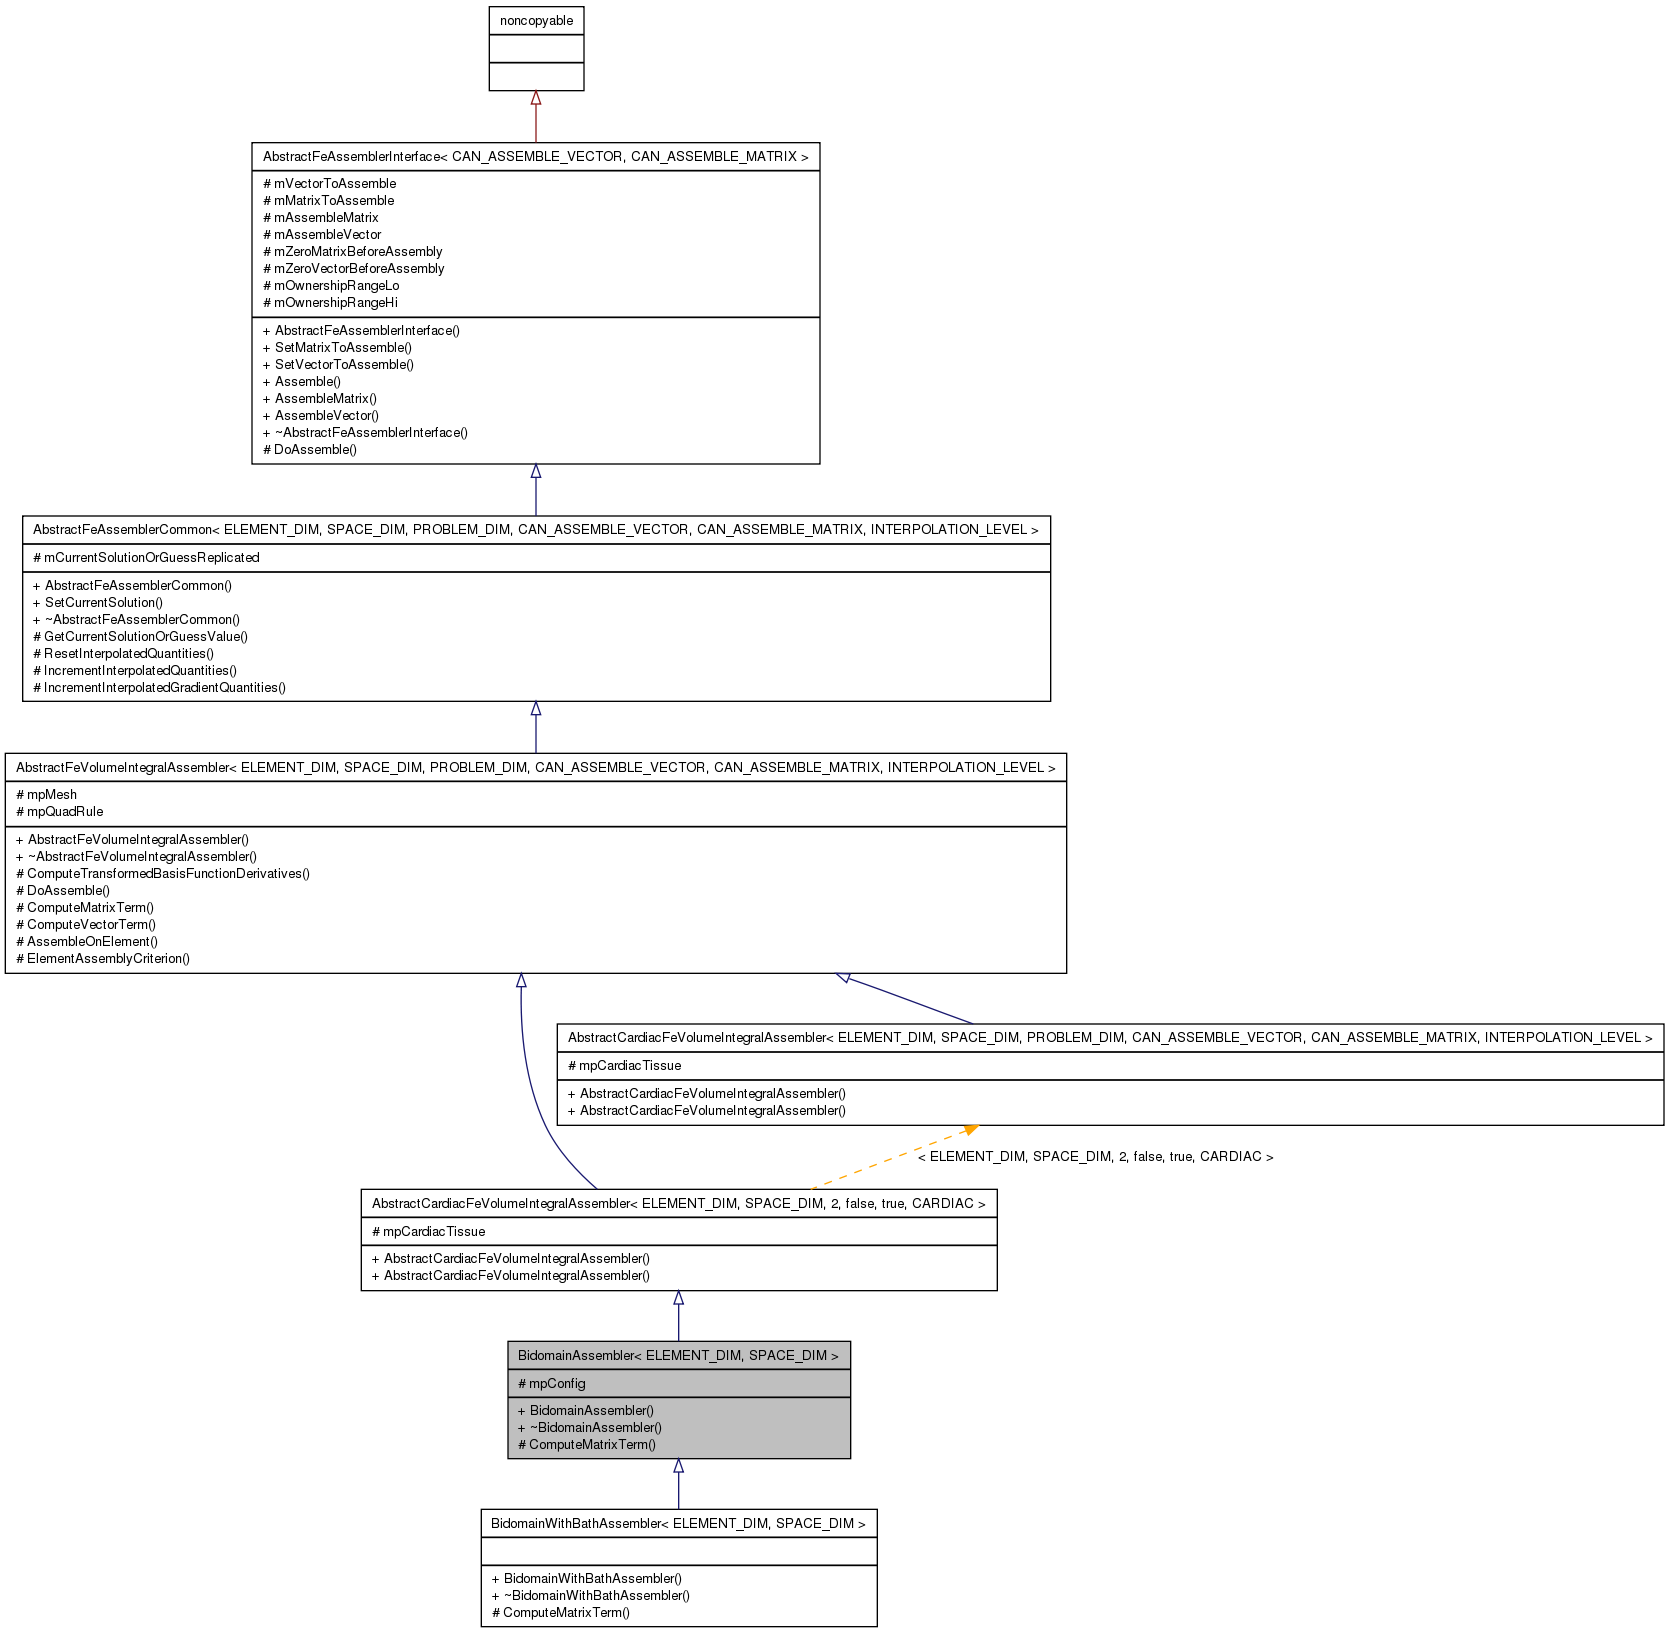 noncopyable
AbstractFeAssemblerInterface< CAN_ASSEMBLE_VECTOR, CAN_ASSEMBLE_MATRIX >
# mVectorToAssemble
# mMatrixToAssemble
# mAssembleMatrix
# mAssembleVector
# mZeroMatrixBeforeAssembly
# mZeroVectorBeforeAssembly
# mOwnershipRangeLo
# mOwnershipRangeHi
+ AbstractFeAssemblerInterface()
+ SetMatrixToAssemble()
+ SetVectorToAssemble()
+ Assemble()
+ AssembleMatrix()
+ AssembleVector()
+ ~AbstractFeAssemblerInterface()
# DoAssemble()
AbstractFeAssemblerCommon< ELEMENT_DIM, SPACE_DIM, PROBLEM_DIM, CAN_ASSEMBLE_VECTOR, CAN_ASSEMBLE_MATRIX, INTERPOLATION_LEVEL >
# mCurrentSolutionOrGuessReplicated
+ AbstractFeAssemblerCommon()
+ SetCurrentSolution()
+ ~AbstractFeAssemblerCommon()
# GetCurrentSolutionOrGuessValue()
# ResetInterpolatedQuantities()
# IncrementInterpolatedQuantities()
# IncrementInterpolatedGradientQuantities()
AbstractFeVolumeIntegralAssembler< ELEMENT_DIM, SPACE_DIM, PROBLEM_DIM, CAN_ASSEMBLE_VECTOR, CAN_ASSEMBLE_MATRIX, INTERPOLATION_LEVEL >
# mpMesh
# mpQuadRule
+ AbstractFeVolumeIntegralAssembler()
+ ~AbstractFeVolumeIntegralAssembler()
# ComputeTransformedBasisFunctionDerivatives()
# DoAssemble()
# ComputeMatrixTerm()
# ComputeVectorTerm()
# AssembleOnElement()
# ElementAssemblyCriterion()
AbstractCardiacFeVolumeIntegralAssembler< ELEMENT_DIM, SPACE_DIM, PROBLEM_DIM, CAN_ASSEMBLE_VECTOR, CAN_ASSEMBLE_MATRIX, INTERPOLATION_LEVEL >
# mpCardiacTissue
+ AbstractCardiacFeVolumeIntegralAssembler()
+ AbstractCardiacFeVolumeIntegralAssembler()
< ELEMENT_DIM, SPACE_DIM, 2, false, true, CARDIAC >
AbstractCardiacFeVolumeIntegralAssembler< ELEMENT_DIM, SPACE_DIM, 2, false, true, CARDIAC >
# mpCardiacTissue
+ AbstractCardiacFeVolumeIntegralAssembler()
+ AbstractCardiacFeVolumeIntegralAssembler()
BidomainAssembler< ELEMENT_DIM, SPACE_DIM >
# mpConfig
+ BidomainAssembler()
+ ~BidomainAssembler()
# ComputeMatrixTerm()
BidomainWithBathAssembler< ELEMENT_DIM, SPACE_DIM >
+ BidomainWithBathAssembler()
+ ~BidomainWithBathAssembler()
# ComputeMatrixTerm()